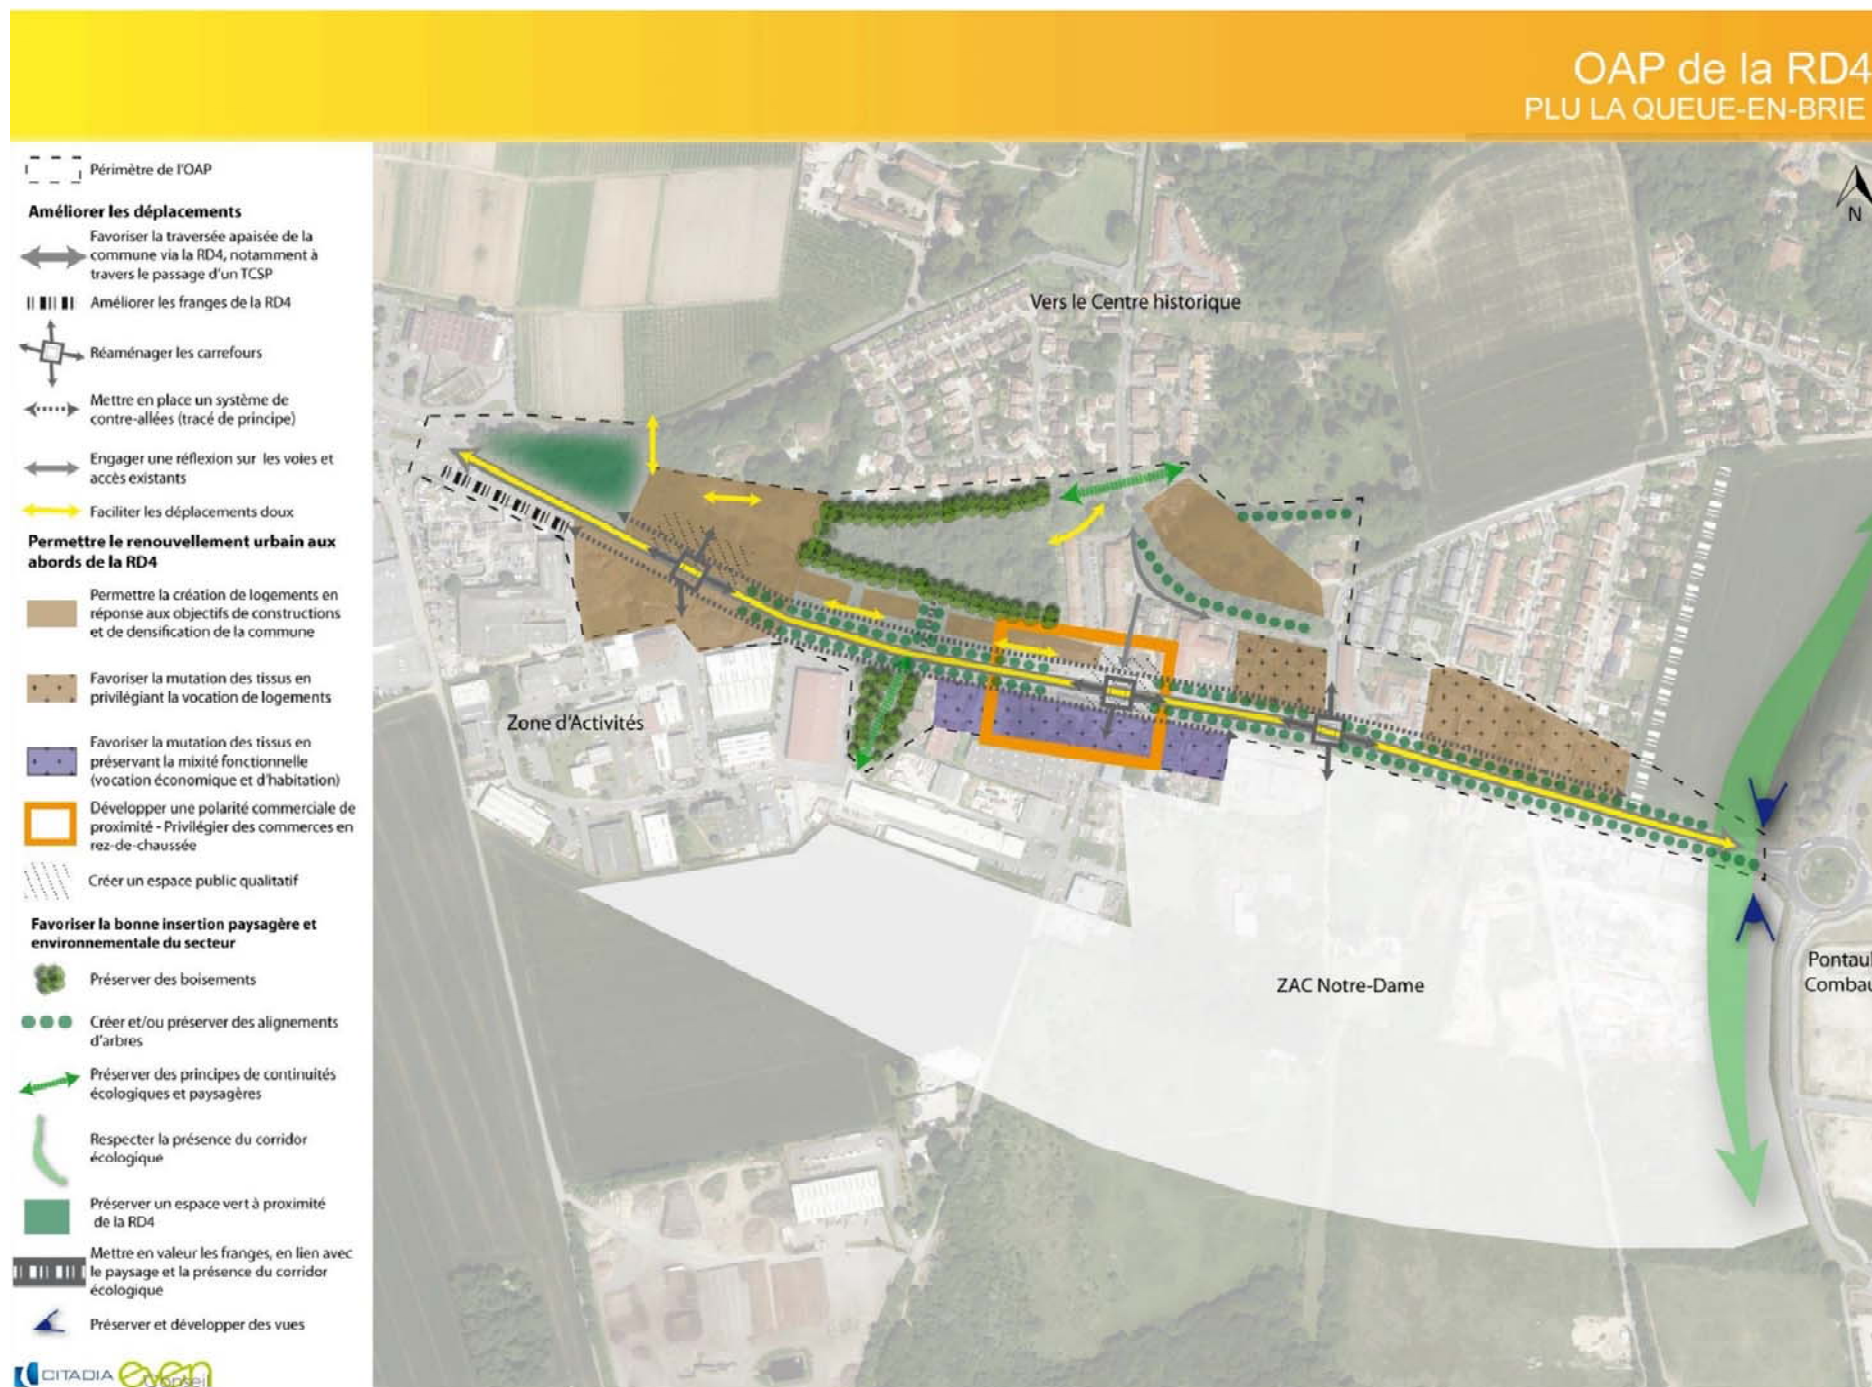 OAP de la RD4
PLU LA QUEUE-EN-BRIE
Périmètre de l'OAP
Améliorer les déplacements
Favoriser la traversée apaisée de la
commune via la RD4, notamment à
travers le passage d'un TCSP
Améliorer les franges de la RD4
Réaménager les carrefours
Mettre en place un système de
contre-allées (tracé de principe)
Engager une réflexion sur les voies et
accès existants
Faciliter les déplacements doux
Permettre le renouvellement urbain aux
abords de la RD4
Permettre la création de logements en
réponse aux objectifs de constructions
et de densification de la commune
Favoriser la mutation des tissus en
privilégiant la vocation de logements
Favoriser la mutation des tissus en
préservant la mixité fonctionnelle
(vocation économique et d'habitation)
Développer une polarité commerciale de
proximité - Privilégier des commerces en
rez-de-chaussée
Créer un espace public qualitatif
Favoriser la bonne insertion paysagère et
environnementale du secteur
Préserver des boisements
Créer et/ou préserver des alignements
d'arbres
Préserver des principes de continuités
écologiques et paysagères
Respecter la présence du corridor
écologique
Préserver un espace vert à proximité
de la RD4
Mettre en valeur les franges, en lien avec
le paysage et la présence du corridor
écologique
Préserver et développer des vues
CITADIA even
Conseil
N
Vers le Centre historique
Zone d'Activités
ZAC Notre-Dame
Pontaul
Combau